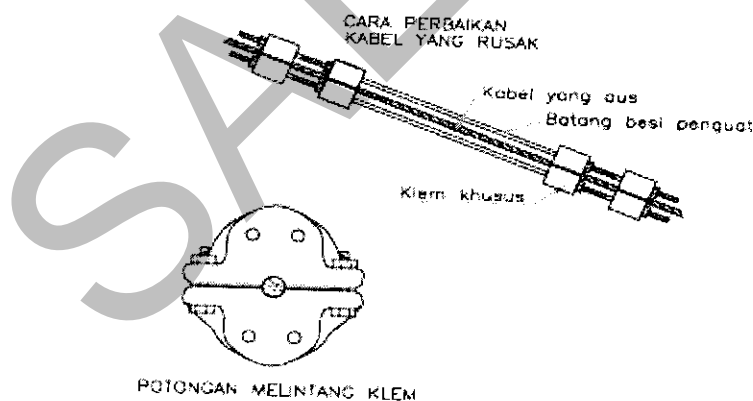 CARA PERBAIKAN
KABEL YANG RUSAK
Kabel yang aus
Batang besi penguat
Klem khusus
POTONGAN MELINTANG KLEM